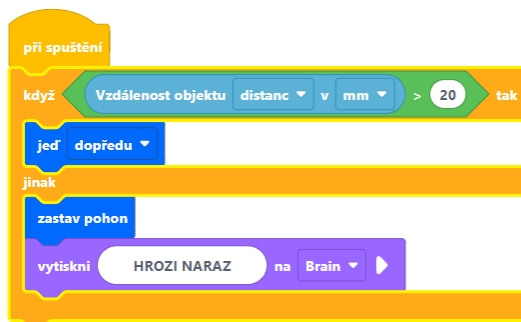 při spuštění
když Vzdálenost objektu distanc v mm > 20 tak
jeď dopředu
jinak
zastav pohon
vytiskni HROZI NARAZ na Brain